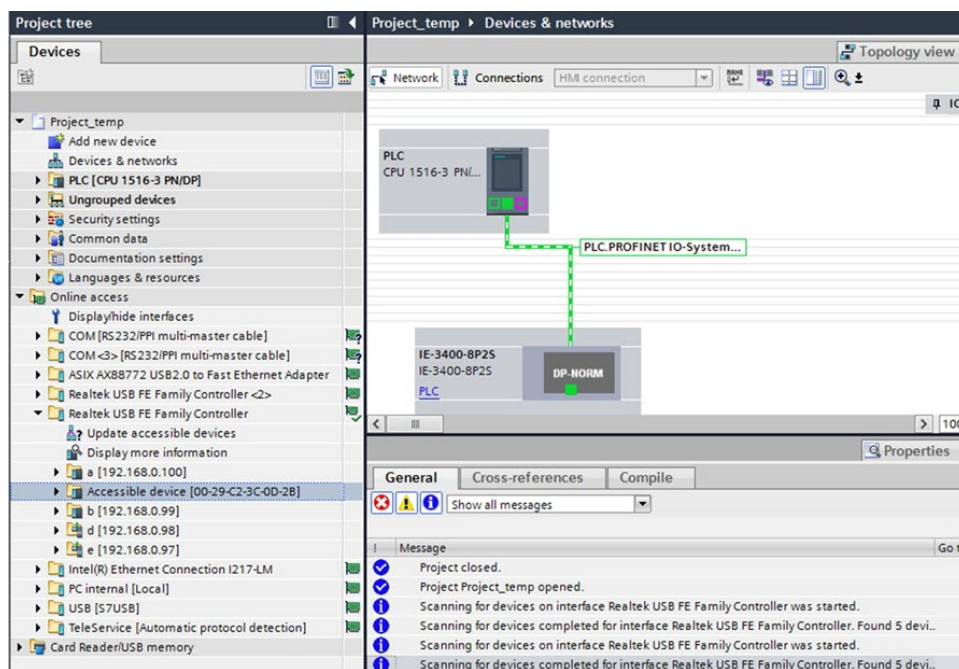 Project tree
Devices
Project_temp
Add new device
Devices & networks
PLC [CPU 1516-3 PN/DP]
Ungrouped devices
Security settings
Common data
Documentation settings
Languages & resources
Online access
Display/hide interfaces
COM [RS232/PPI multi-master cable]
COM <3> [RS232/PPI multi-master cable]
ASIX AX88772 USB2.0 to Fast Ethernet Adapter
Realtek USB FE Family Controller <2>
Realtek USB FE Family Controller
Update accessible devices
Display more information
a [192.168.0.100]
Accessible device [00-29-C2-3C-0D-2B]
b [192.168.0.99]
d [192.168.0.98]
e [192.168.0.97]
Intel(R) Ethernet Connection I217-LM
PC internal [Local]
USB [S7USB]
TeleService [Automatic protocol detection]
Card Reader/USB memory
Project_temp Devices & networks
Topology view
Network Connections HMI connection
IO
PLC
CPU 1516-3 PN/...
PLC.PROFINET IO-System...
IE-3400-8P2S
IE-3400-8P2S
PLC
DP-NORM
100
Properties
General Cross-references Compile
Show all messages
! Message Go t
Project closed.
Project Project_temp opened.
Scanning for devices on interface Realtek USB FE Family Controller was started.
Scanning for devices completed for interface Realtek USB FE Family Controller. Found 5 devi..
Scanning for devices on interface Realtek USB FE Family Controller was started.
Scanning for devices completed for interface Realtek USB FE Family Controller. Found 5 devi..